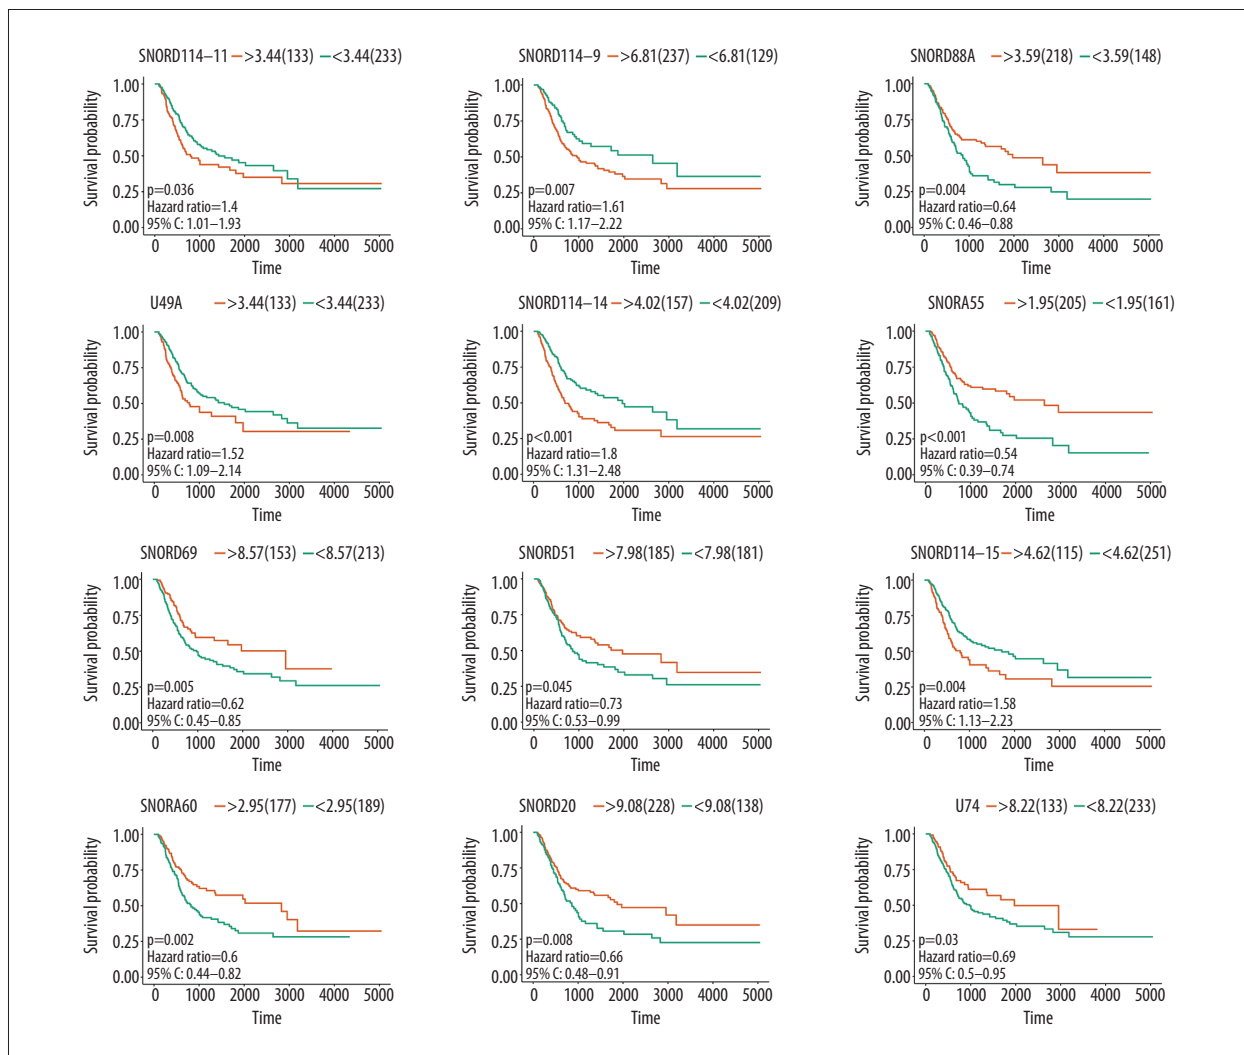 SNORD114–11 >3.44(133) <3.44(233)
Survival probability
1.00
0.75
0.50
0.25
0.00
p=0.036
Hazard ratio=1.4
95% C: 1.01–1.93
0 1000 2000 3000 4000 5000
Time
SNORD114–9 >6.81(237) <6.81(129)
Survival probability
1.00
0.75
0.50
0.25
0.00
p=0.007
Hazard ratio=1.61
95% C: 1.17–2.22
0 1000 2000 3000 4000 5000
Time
SNORD88A >3.59(218) <3.59(148)
Survival probability
1.00
0.75
0.50
0.25
0.00
p=0.004
Hazard ratio=0.64
95% C: 0.46–0.88
0 1000 2000 3000 4000 5000
Time
U49A >3.44(133) <3.44(233)
Survival probability
1.00
0.75
0.50
0.25
0.00
p=0.008
Hazard ratio=1.52
95% C: 1.09–2.14
0 1000 2000 3000 4000 5000
Time
SNORD114–14 >4.02(157) <4.02(209)
Survival probability
1.00
0.75
0.50
0.25
0.00
p<0.001
Hazard ratio=1.8
95% C: 1.31–2.48
0 1000 2000 3000 4000 5000
Time
SNORA55 >1.95(205) <1.95(161)
Survival probability
1.00
0.75
0.50
0.25
0.00
p<0.001
Hazard ratio=0.54
95% C: 0.39–0.74
0 1000 2000 3000 4000 5000
Time
SNORD69 >8.57(153) <8.57(213)
Survival probability
1.00
0.75
0.50
0.25
0.00
p=0.005
Hazard ratio=0.62
95% C: 0.45–0.85
0 1000 2000 3000 4000 5000
Time
SNORD51 >7.98(185) <7.98(181)
Survival probability
1.00
0.75
0.50
0.25
0.00
p=0.045
Hazard ratio=0.73
95% C: 0.53–0.99
0 1000 2000 3000 4000 5000
Time
SNORD114–15 >4.62(115) <4.62(251)
Survival probability
1.00
0.75
0.50
0.25
0.00
p=0.004
Hazard ratio=1.58
95% C: 1.13–2.23
0 1000 2000 3000 4000 5000
Time
SNORA60 >2.95(177) <2.95(189)
Survival probability
1.00
0.75
0.50
0.25
0.00
p=0.002
Hazard ratio=0.6
95% C: 0.44–0.82
0 1000 2000 3000 4000 5000
Time
SNORD20 >9.08(228) <9.08(138)
Survival probability
1.00
0.75
0.50
0.25
0.00
p=0.008
Hazard ratio=0.66
95% C: 0.48–0.91
0 1000 2000 3000 4000 5000
Time
U74 >8.22(133) <8.22(233)
Survival probability
1.00
0.75
0.50
0.25
0.00
p=0.03
Hazard ratio=0.69
95% C: 0.5–0.95
0 1000 2000 3000 4000 5000
Time